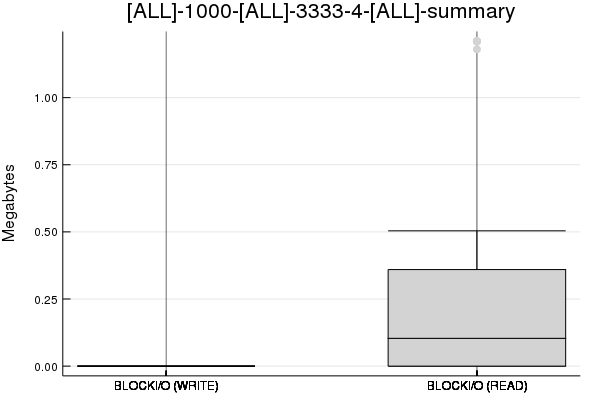 [ALL]-1000-[ALL]-3333-4-[ALL]-summary
Megabytes
1.00
0.75
0.50
0.25
0.00
BLOCKI/O (WRITE)
BLOCKI/O (READ)